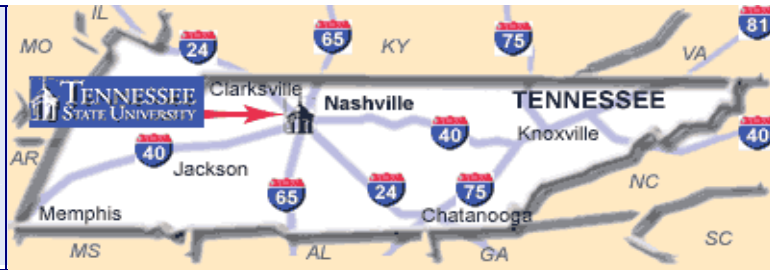 IL
MO
24
65
KY
75
81
VA
TENNESSEE
STATE UNIVERSITY
Clarksville
Nashville
TENNESSEE
40
Knoxville
40
AR
40
Jackson
65
24
75
NC
Memphis
Chatanooga
MS
AL
GA
SC